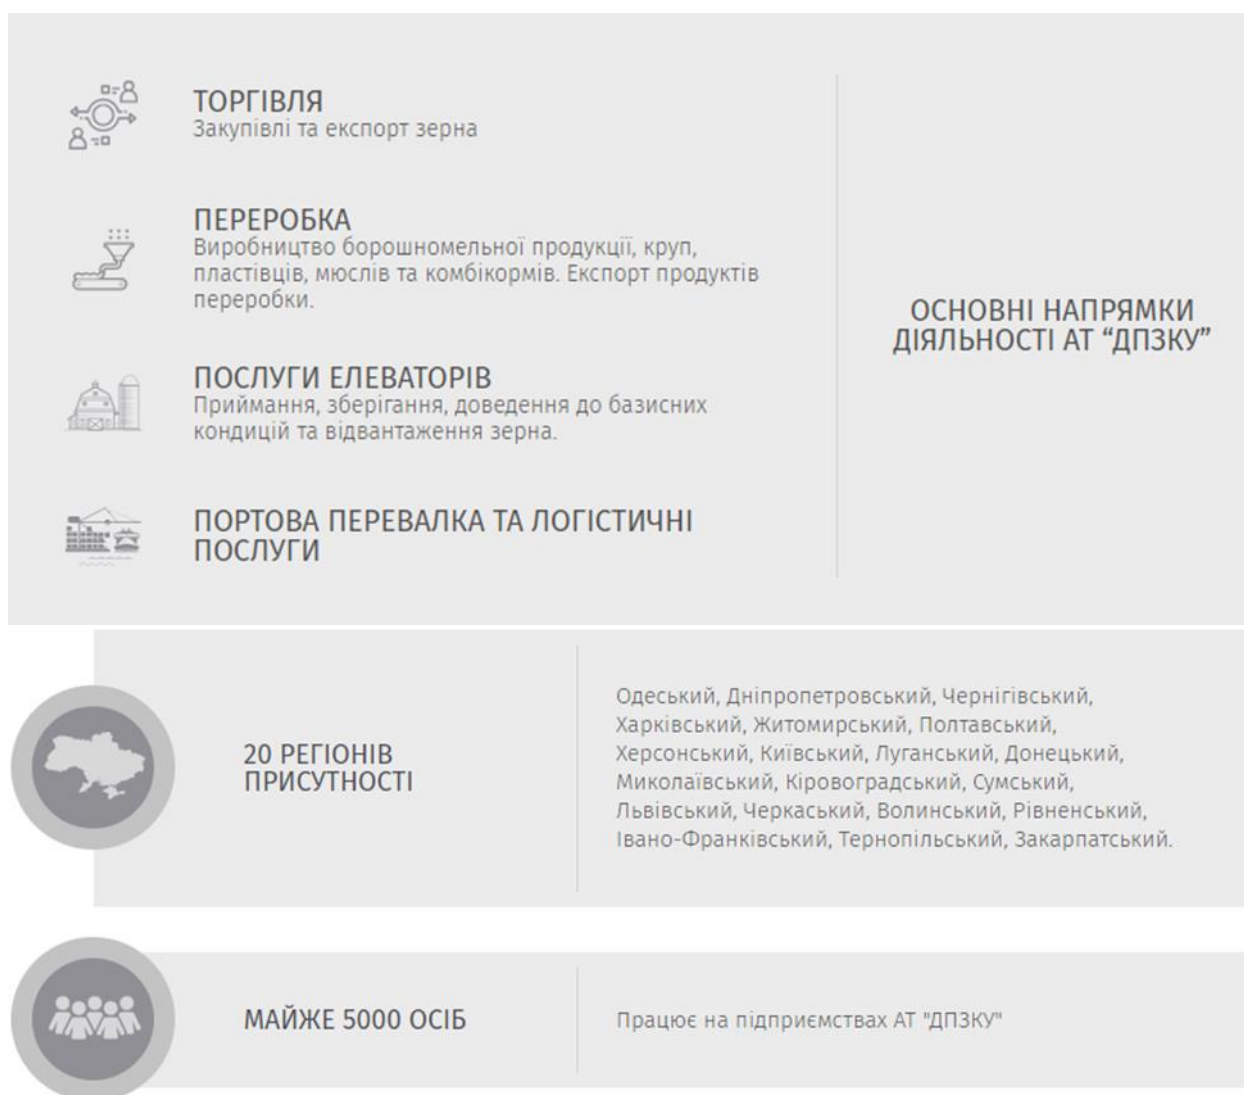 ТОРГІВЛЯ
Закупівлі та експорт зерна
ПЕРЕРОБКА
Виробництво борошномельної продукції, круп,
пластівців, мюслів та комбікормів. Експорт продуктів
переробки.
ПОСЛУГИ ЕЛЕВАТОРІВ
Приймання, зберігання, доведення до базисних
кондицій та відвантаження зерна.
ПОРТОВА ПЕРЕВАЛКА ТА ЛОГІСТИЧНІ
ПОСЛУГИ
ОСНОВНІ НАПРЯМКИ
ДІЯЛЬНОСТІ АТ “ДПЗКУ”
20 РЕГІОНІВ
ПРИСУТНОСТІ
Одеський, Дніпропетровський, Чернігівський,
Харківський, Житомирський, Полтавський,
Херсонський, Київський, Луганський, Донецький,
Миколаївський, Кіровоградський, Сумський,
Львівський, Черкаський, Волинський, Рівненський,
Івано-Франківський, Тернопільський, Закарпатський.
МАЙЖЕ 5000 ОСІБ
Працює на підприємствах АТ "ДПЗКУ"